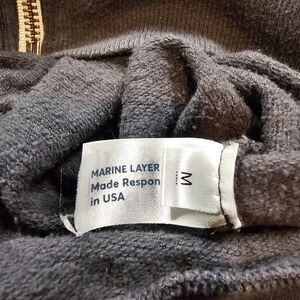 MARINE LAYER
Made Respon
in USA
M